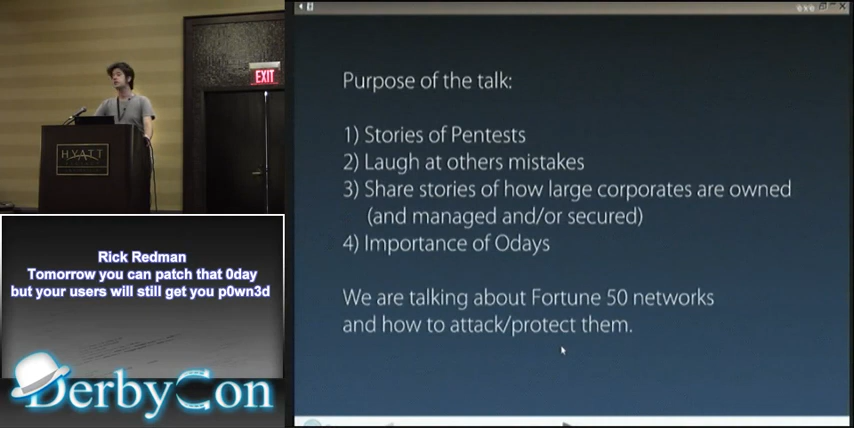 EXIT
HYATT
Rick Redman
Tomorrow you can patch that 0day
but your users will still get you p0wn3d
DerbyCon
Purpose of the talk:
1) Stories of Pentests
2) Laugh at others mistakes
3) Share stories of how large corporates are owned
(and managed and/or secured)
4) Importance of 0days
We are talking about Fortune 50 networks
and how to attack/protect them.